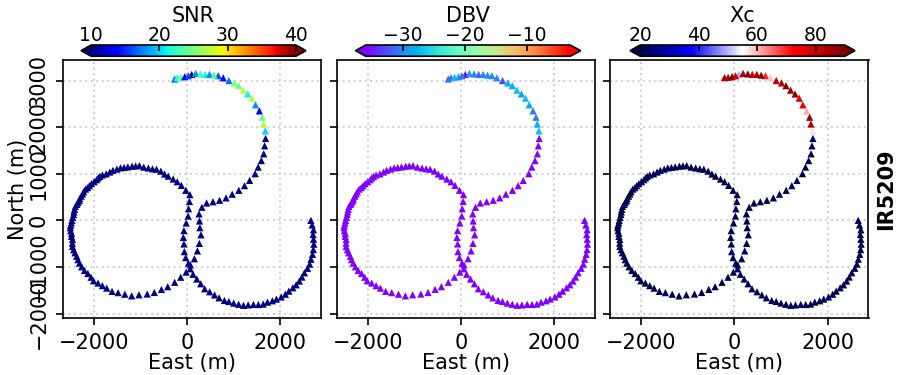 SNR DBV Xc
10 20 30 40 −30 −20 −10 20 40 60 80
North (m)
3000
2000
1000
0
−1000
−2000
IR5209
−2000 0 2000 −2000 0 2000 −2000 0 2000
East (m) East (m) East (m)